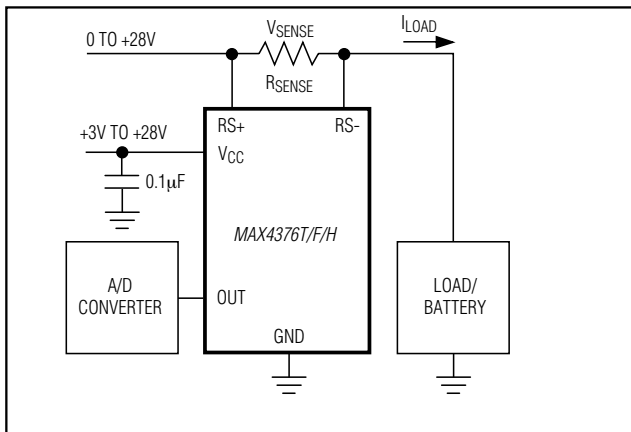 0 TO +28V
VSENSE
ILOAD
RSENSE
RS+
RS-
+3V TO +28V
VCC
0.1μF
MAX4376T/F/H
A/D
CONVERTER
OUT
LOAD/
BATTERY
GND